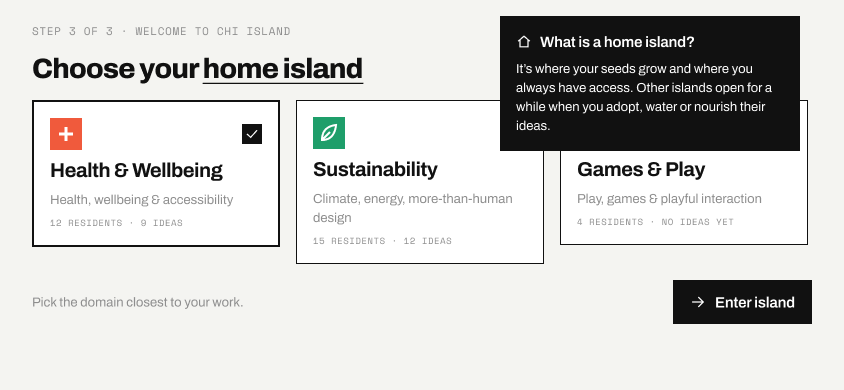 STEP 3 OF 3 · WELCOME TO CHI ISLAND
Choose your home island
What is a home island?
It's where your seeds grow and where you
always have access. Other islands open for a
while when you adopt, water or nourish their
ideas.
Health & Wellbeing
Health, wellbeing & accessibility
12 RESIDENTS · 9 IDEAS
Sustainability
Climate, energy, more-than-human
design
15 RESIDENTS · 12 IDEAS
Games & Play
Play, games & playful interaction
4 RESIDENTS · NO IDEAS YET
Pick the domain closest to your work.
Enter island